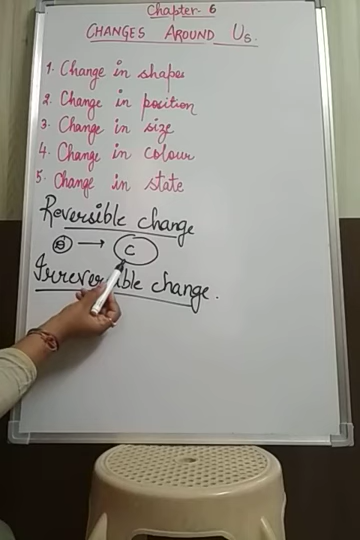 Chapter- 6
CHANGES AROUND US.
1. Change in shapes
2. Change in position
3. Change in size
4. Change in colour
5. Change in state
Reversible change
→ C
Irreversible change.